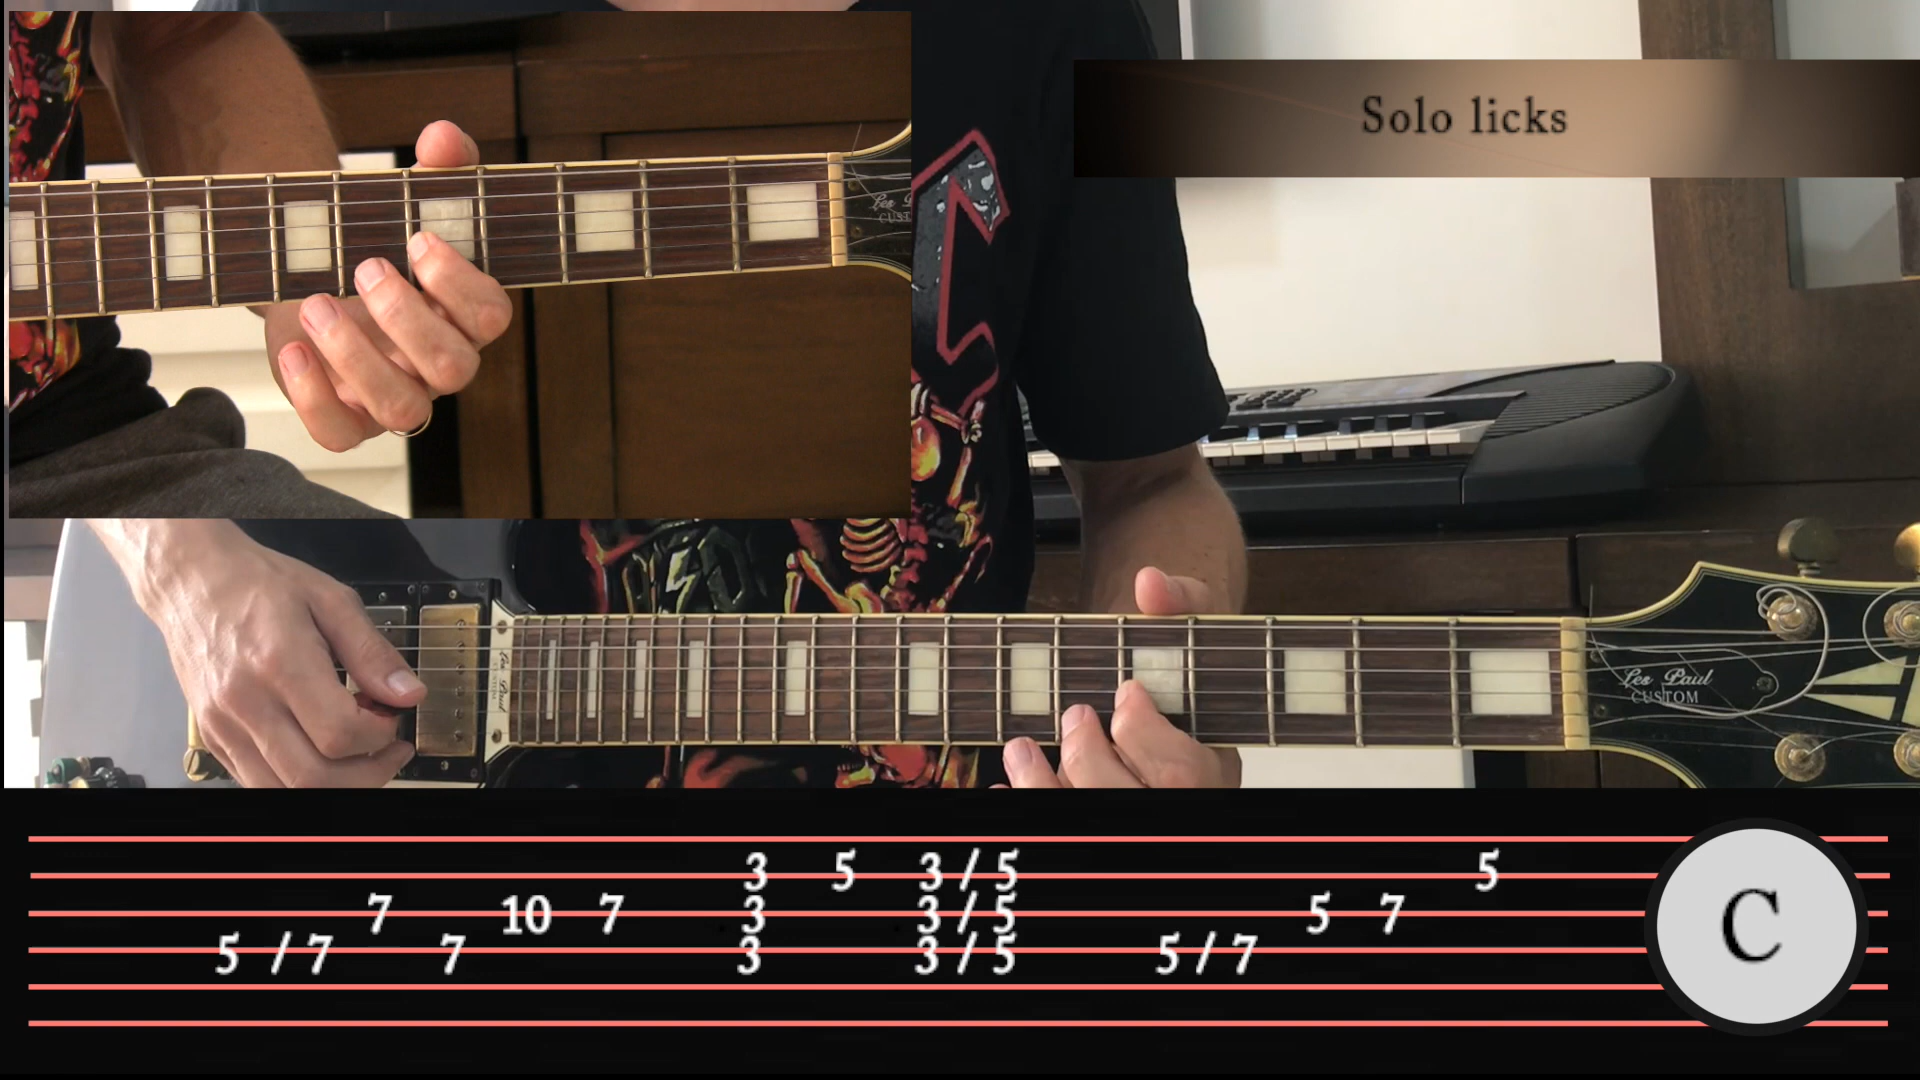 Solo licks
Les Paul
CUSTOM
3 5 3 / 5
5
7 10 7 3 3 / 5 5 7
5 / 7 7 3 3 / 5 5 / 7
C